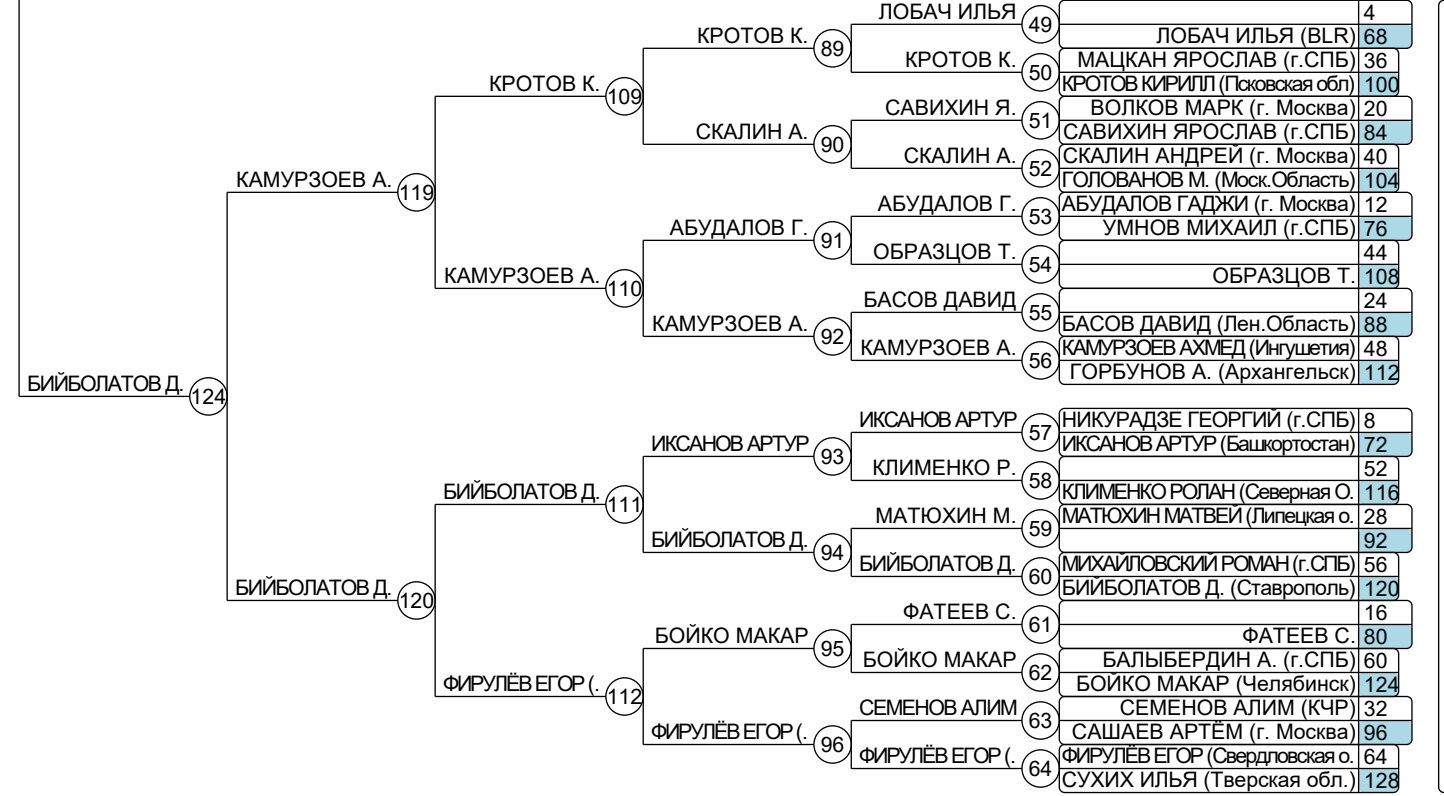 ЛОБАЧ ИЛЬЯ 49 4
КРОТОВ К. 89 ЛОБАЧ ИЛЬЯ (BLR) 68
КРОТОВ К. 50 МАЦКАН ЯРОСЛАВ (г.СПБ) 36
КРОТОВ К. 109 КРОТОВ КИРИЛЛ (Псковская обл) 100
САВИХИН Я. 51 ВОЛКОВ МАРК (г. Москва) 20
СКАЛИН А. 90 САВИХИН ЯРОСЛАВ (г.СПБ) 84
СКАЛИН А. 52 СКАЛИН АНДРЕЙ (г. Москва) 40
КАМУРЗОЕВ А. 119 ГОЛОВАНОВ М. (Моск.Область) 104
АБУДАЛОВ Г. 53 АБУДАЛОВ ГАДЖИ (г. Москва) 12
АБУДАЛОВ Г. 91 УМНОВ МИХАИЛ (г.СПБ) 76
ОБРАЗЦОВ Т. 54 44
КАМУРЗОЕВ А. 110 ОБРАЗЦОВ Т. 108
БАСОВ ДАВИД 55 24
КАМУРЗОЕВ А. 92 БАСОВ ДАВИД (Лен.Область) 88
КАМУРЗОЕВ А. 56 КАМУРЗОЕВ АХМЕД (Ингушетия) 48
БИЙБОЛАТОВ Д. 124 ГОРБУНОВ А. (Архангельск) 112
ИКСАНОВ АРТУР 57 НИКУРАДЗЕ ГЕОРГИЙ (г.СПБ) 8
ИКСАНОВ АРТУР 93 ИКСАНОВ АРТУР (Башкортостан) 72
КЛИМЕНКО Р. 58 52
БИЙБОЛАТОВ Д. 111 КЛИМЕНКО РОЛАН (Северная О. 116
МАТЮХИН М. 59 МАТЮХИН МАТВЕЙ (Липецкая о. 28
БИЙБОЛАТОВ Д. 94 92
БИЙБОЛАТОВ Д. 60 МИХАЙЛОВСКИЙ РОМАН (г.СПБ) 56
БИЙБОЛАТОВ Д. 120 БИЙБОЛАТОВ Д. (Ставрополь) 120
ФАТЕЕВ С. 61 16
БОЙКО МАКАР 95 ФАТЕЕВ С. 80
БОЙКО МАКАР 62 БАЛЫБЕРДИН А. (г.СПБ) 60
ФИРУЛЁВ ЕГОР (. 112 БОЙКО МАКАР (Челябинск) 124
СЕМЕНОВ АЛИМ 63 СЕМЕНОВ АЛИМ (КЧР) 32
ФИРУЛЁВ ЕГОР (. 96 САШАЕВ АРТЁМ (г. Москва) 96
ФИРУЛЁВ ЕГОР (. 64 ФИРУЛЁВ ЕГОР (Свердловская о. 64
СУХИХ ИЛЬЯ (Тверская обл.) 128